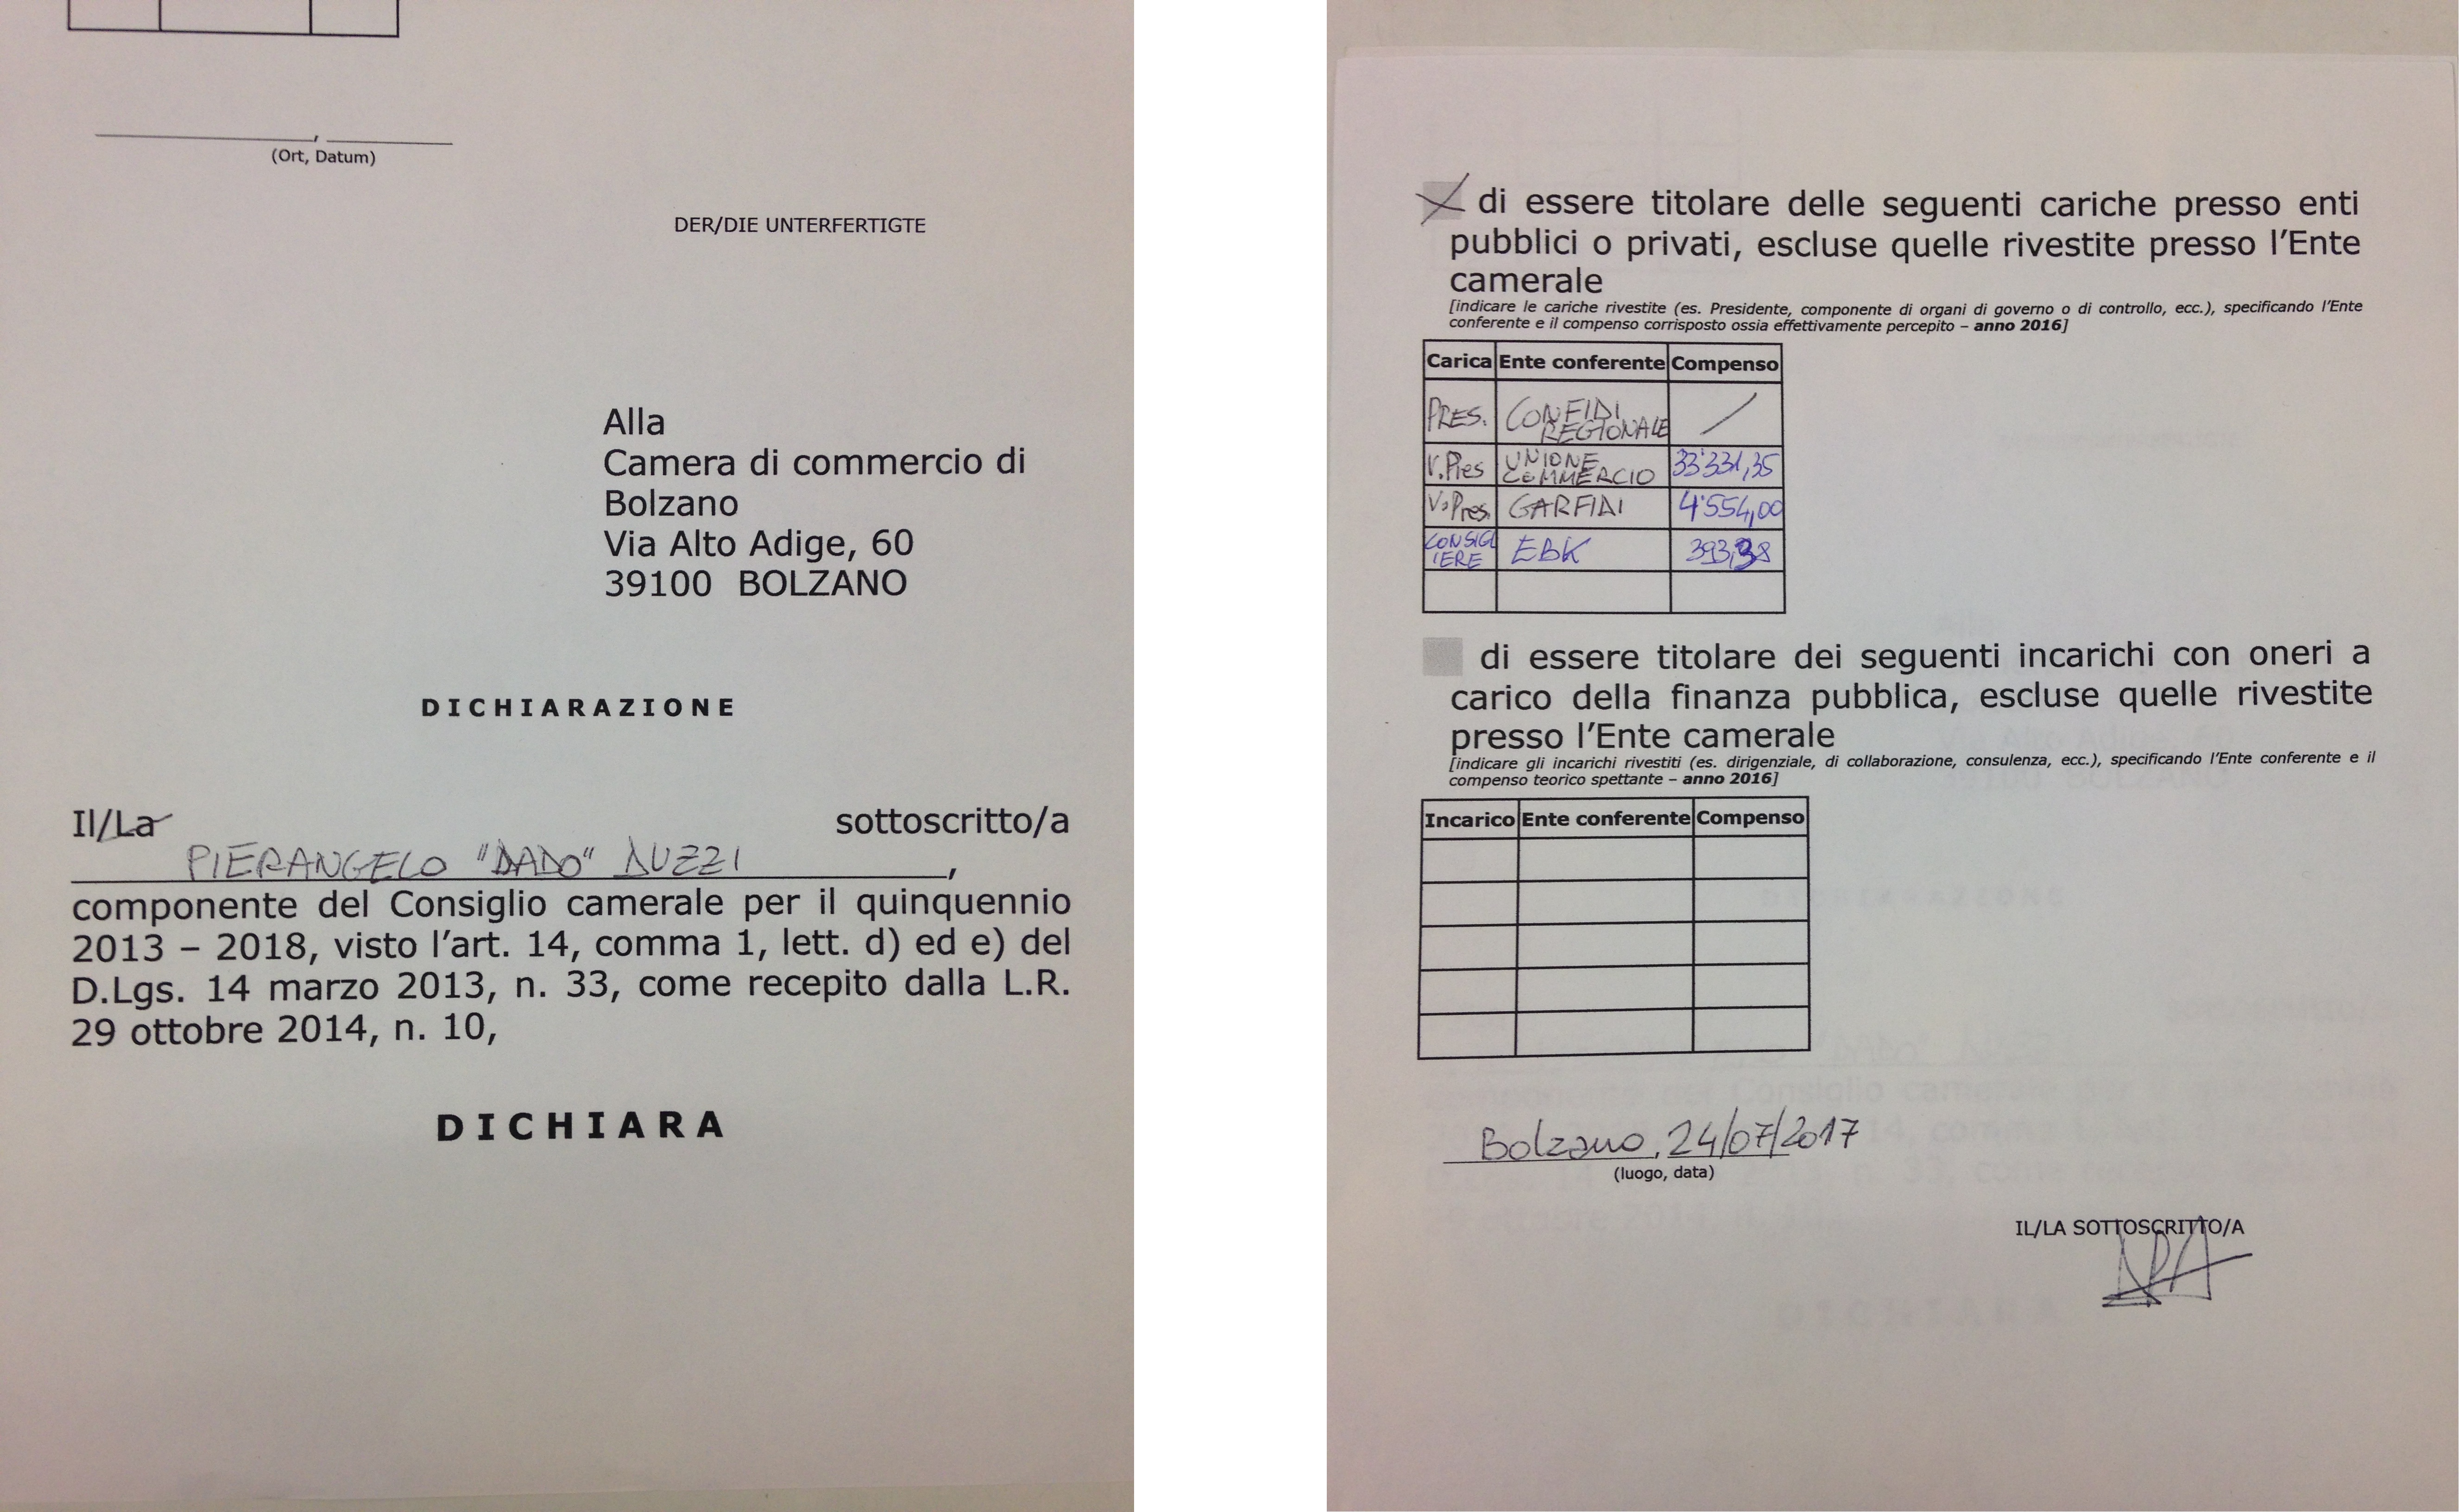 (Ort, Datum)
DER/DIE UNTERFERTIGTE
Alla
Camera di commercio di
Bolzano
Via Alto Adige, 60
39100 BOLZANO
DICHIARAZIONE
Il/La sottoscritto/a
PIERANGELO "DADO" DUZZI,
componente del Consiglio camerale per il quinquennio
2013 – 2018, visto l'art. 14, comma 1, lett. d) ed e) del
D.Lgs. 14 marzo 2013, n. 33, come recepito dalla L.R.
29 ottobre 2014, n. 10,
DICHIARA
di essere titolare delle seguenti cariche presso enti
pubblici o privati, escluse quelle rivestite presso l'Ente
camerale
[indicare le cariche rivestite (es. Presidente, componente di organi di governo o di controllo, ecc.), specificando l'Ente
conferente e il compenso corrisposto ossia effettivamente percepito – anno 2016]
Carica Ente conferente Compenso
PRES. CONFIDI REGIONALE /
V.Pres UNIONE COMMERCIO 33'331,35
V.Pres. GARFIDI 4'554,00
CONSIGLIERE EBK 393,38
di essere titolare dei seguenti incarichi con oneri a
carico della finanza pubblica, escluse quelle rivestite
presso l'Ente camerale
[indicare gli incarichi rivestiti (es. dirigenziale, di collaborazione, consulenza, ecc.), specificando l'Ente conferente e il
compenso teorico spettante – anno 2016]
Incarico Ente conferente Compenso
Bolzano, 24/07/2017
(luogo, data)
IL/LA SOTTOSCRITTO/A